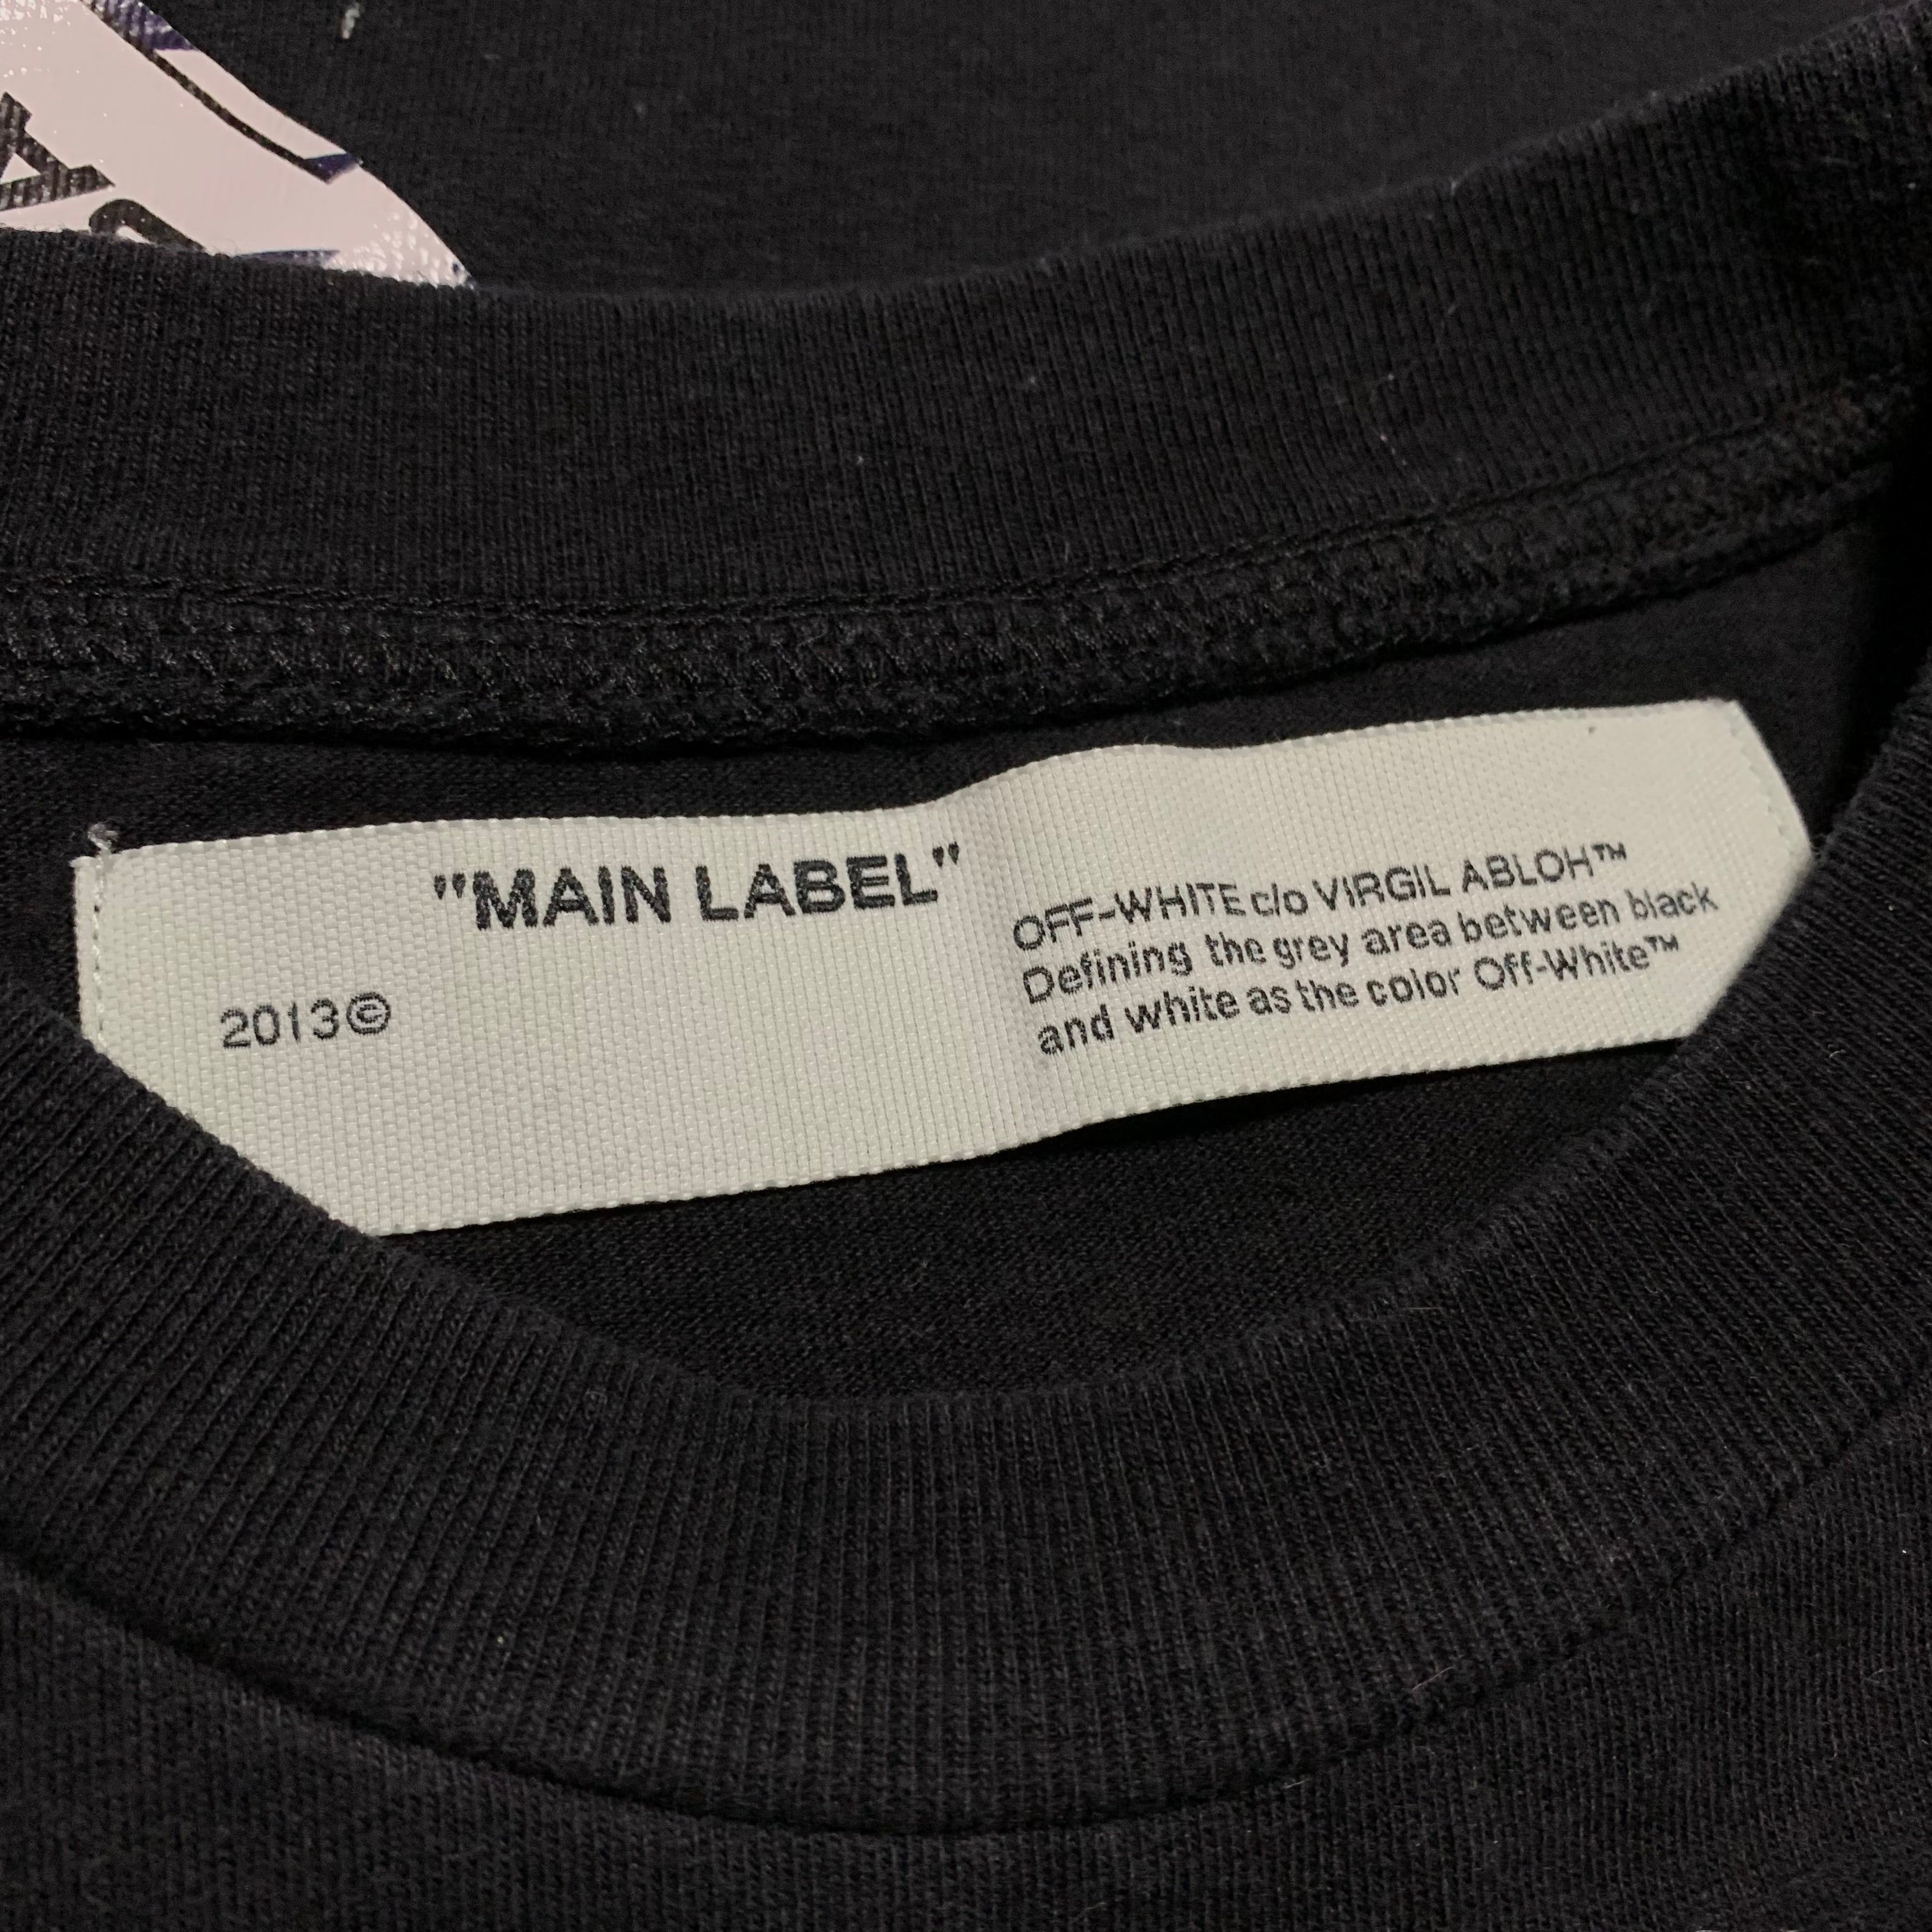 "MAIN LABEL"
2013©
OFF-WHITE c/o VIRGIL ABLOH™
Defining the grey area between black
and white as the color Off-White™